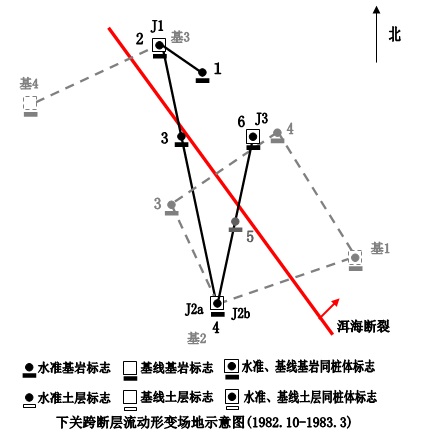 J1
2
基3
北
1
基4
6
J3
4
3
3
5
基1
J2a
J2b
4
基2
洱海断裂
水准基岩标志
基线基岩标志
水准、基线基岩同桩体标志
水准土层标志
基线土层标志
水准、基线土层同桩体标志
下关跨断层流动形变场地示意图(1982.10-1983.3)